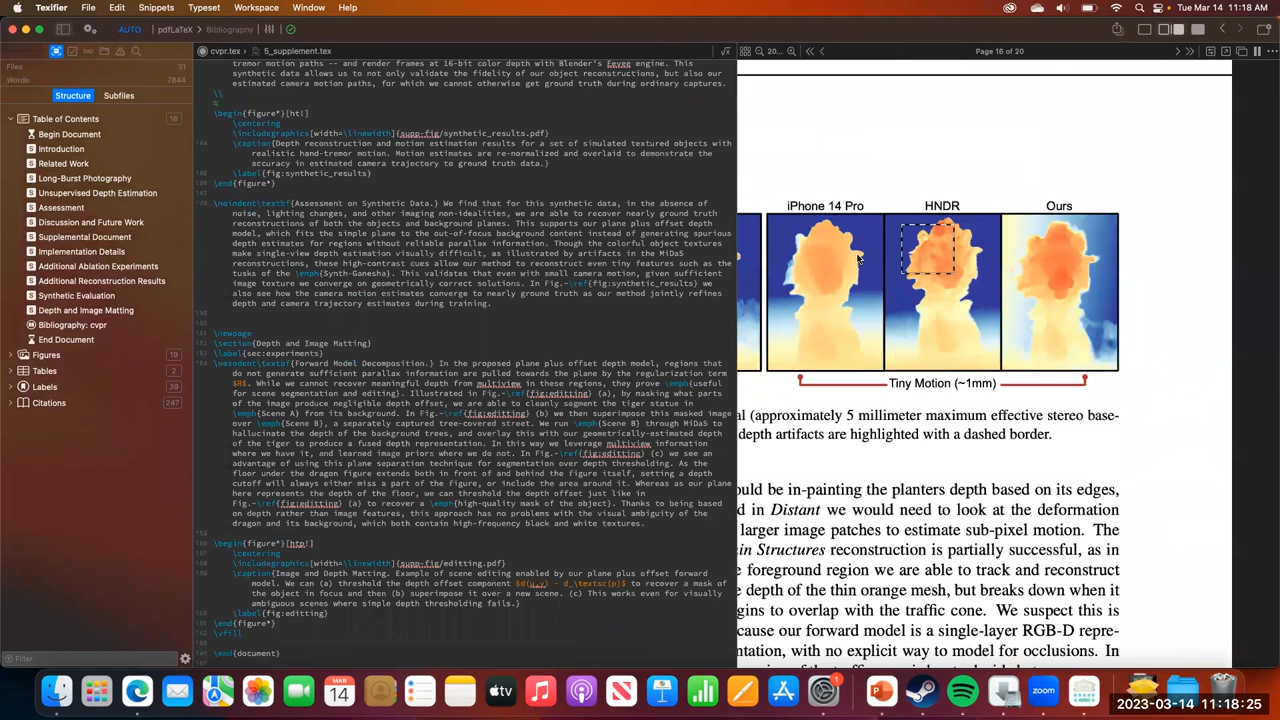 Texifier File Edit Snippets Typeset Workspace Window Help
Tue Mar 14 11:18 AM
AUTO pdfLaTeX Bibliography
cvpr.tex > 5_supplement.tex
20... Page 16 of 20
Files 31
Words 7844
Structure Subfiles
Table of Contents 16
Begin Document
Introduction
Related Work
Long-Burst Photography
Unsupervised Depth Estimation
Assessment
Discussion and Future Work
Supplemental Document
Implementation Details
Additional Ablation Experiments
Additional Reconstruction Results
Synthetic Evaluation
Depth and Image Matting
Bibliography: cvpr
End Document
Figures 19
Tables 2
Labels 39
Citations 247
Filter
tremor motion paths -- and render frames at 16-bit color depth with Blender's Eevee engine. This
synthetic data allows us to not only validate the fidelity of our object reconstructions, but also our
estimated camera motion paths, for which we cannot otherwise get ground truth during ordinary captures.
\\
%
\begin{figure*}[ht!]
\centering
\includegraphics[width=\linewidth]{supp-fig/synthetic_results.pdf}
\caption{Depth reconstruction and motion estimation results for a set of simulated textured objects with
realistic hand-tremor motion. Motion estimates are re-normalized and overlaid to demonstrate the
accuracy in estimated camera trajectory to ground truth data.}
\label{fig:synthetic_results}
\end{figure*}
\noindent\textbf{Assessment on Synthetic Data.} We find that for this synthetic data, in the absence of
noise, lighting changes, and other imaging non-idealities, we are able to recover nearly ground truth
reconstructions of both the objects and background planes. This supports our plane plus offset depth
model, which fits the simple plane to the out-of-focus background content instead of generating spurious
depth estimates for regions without reliable parallax information. Though the colorful object textures
make single-view depth estimation visually difficult, as illustrated by artifacts in the MiDaS
reconstructions, these high-contrast cues allow our method to reconstruct even tiny features such as the
tusks of the \emph{Synth-Ganesha}. This validates that even with small camera motion, given sufficient
image texture we converge on geometrically correct solutions. In Fig.~\ref{fig:synthetic_results} we
also see how the camera motion estimates converge to nearly ground truth as our method jointly refines
depth and camera trajectory estimates during training.
\newpage
\section{Depth and Image Matting}
\label{sec:experiments}
\noindent\textbf{Forward Model Decomposition.} In the proposed plane plus offset depth model, regions that
do not generate sufficient parallax information are pulled towards the plane by the regularization term
$R$. While we cannot recover meaningful depth from multiview in these regions, they prove \emph{useful
for scene segmentation and editing}. Illustrated in Fig.~\ref{fig:editting} (a), by masking what parts
of the image produce negligible depth offset, we are able to cleanly segment the tiger statue in
\emph{Scene A} from its background. In Fig.~\ref{fig:editting} (b) we then superimpose this masked image
over \emph{Scene B}, a separately captured tree-covered street. We run \emph{Scene B} through MiDaS to
hallucinate the depth of the background trees, and overlay this with our geometrically-estimated depth
of the tiger to produce a fused depth representation. In this way we leverage multiview information
where we have it, and learned image priors where we do not. In Fig.~\ref{fig:editting} (c) we see an
advantage of using this plane separation technique for segmentation over depth thresholding. As the
floor under the dragon figure extends both in front of and behind the figure itself, setting a depth
cutoff will always either miss a part of the figure, or include the area around it. Whereas as our plane
here represents the depth of the floor, we can threshold the depth offset just like in
Fig.~\ref{fig:editting} (a) to recover a \emph{high-quality mask of the object}. Thanks to being based
on depth rather than image features, this approach has no problems with the visual ambiguity of the
dragon and its background, which both contain high-frequency black and white textures.
\begin{figure*}[htp!]
\centering
\includegraphics[width=\linewidth]{supp-fig/editing.pdf}
\caption{Image and Depth Matting. Example of scene editing enabled by our plane plus offset forward
model. We can (a) threshold the depth offset component $d(u,v) - d_\textsc{p}$ to recover a mask of
the object in focus and then (b) superimpose it over a new scene. (c) This works even for visually
ambiguous scenes where simple depth thresholding fails.}
\label{fig:editting}
\end{figure*}
\vfill
\end{document}
iPhone 14 Pro HNDR Ours
Tiny Motion (~1mm)
al (approximately 5 millimeter maximum effective stereo base-
depth artifacts are highlighted with a dashed border.
ould be in-painting the planters depth based on its edges,
d in Distant we would need to look at the deformation
larger image patches to estimate sub-pixel motion. The
in Structures reconstruction is partially successful, as in
e foreground region we are able to track and reconstruct
e depth of the thin orange mesh, but breaks down when it
gins to overlap with the traffic cone. We suspect this is
cause our forward model is a single-layer RGB-D repre-
ntation, with no explicit way to model for occlusions. In
MAR
14
tv
zoom
1
2023-03-14 11:18:25